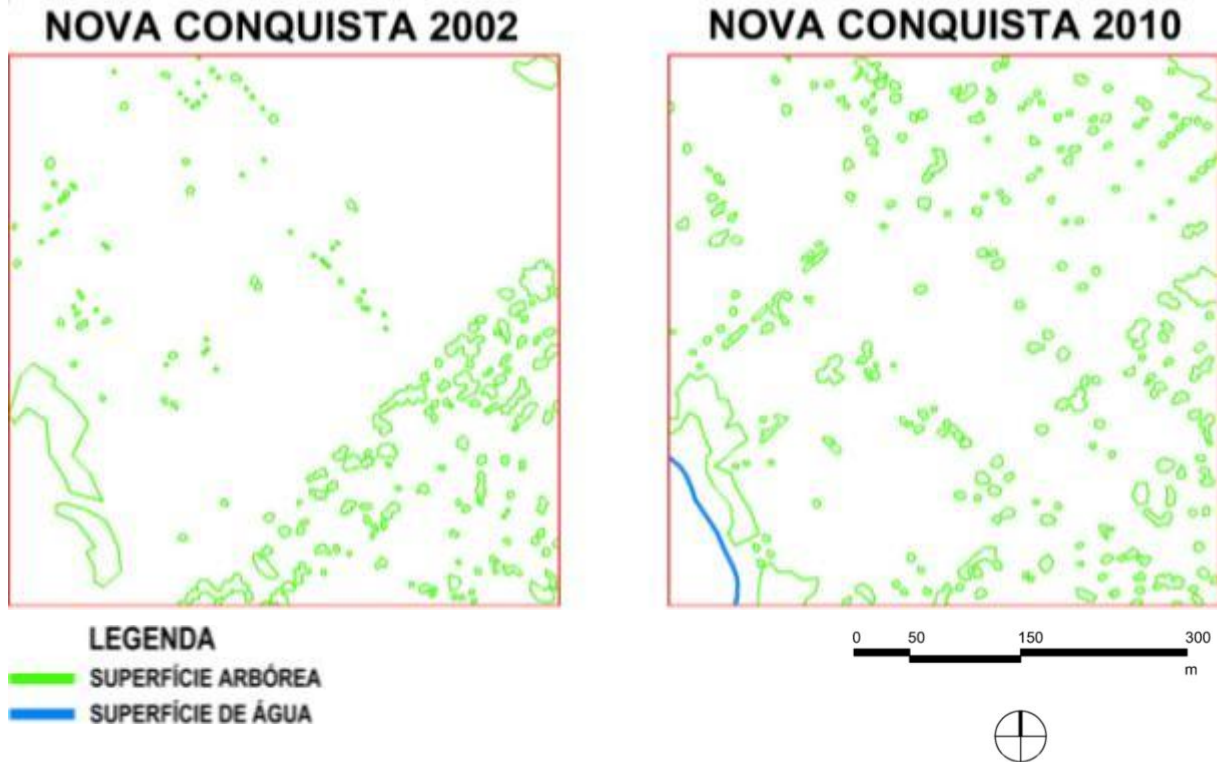 NOVA CONQUISTA 2002
NOVA CONQUISTA 2010
LEGENDA
SUPERFÍCIE ARBÓREA
SUPERFÍCIE DE ÁGUA
0 50 150 300
m